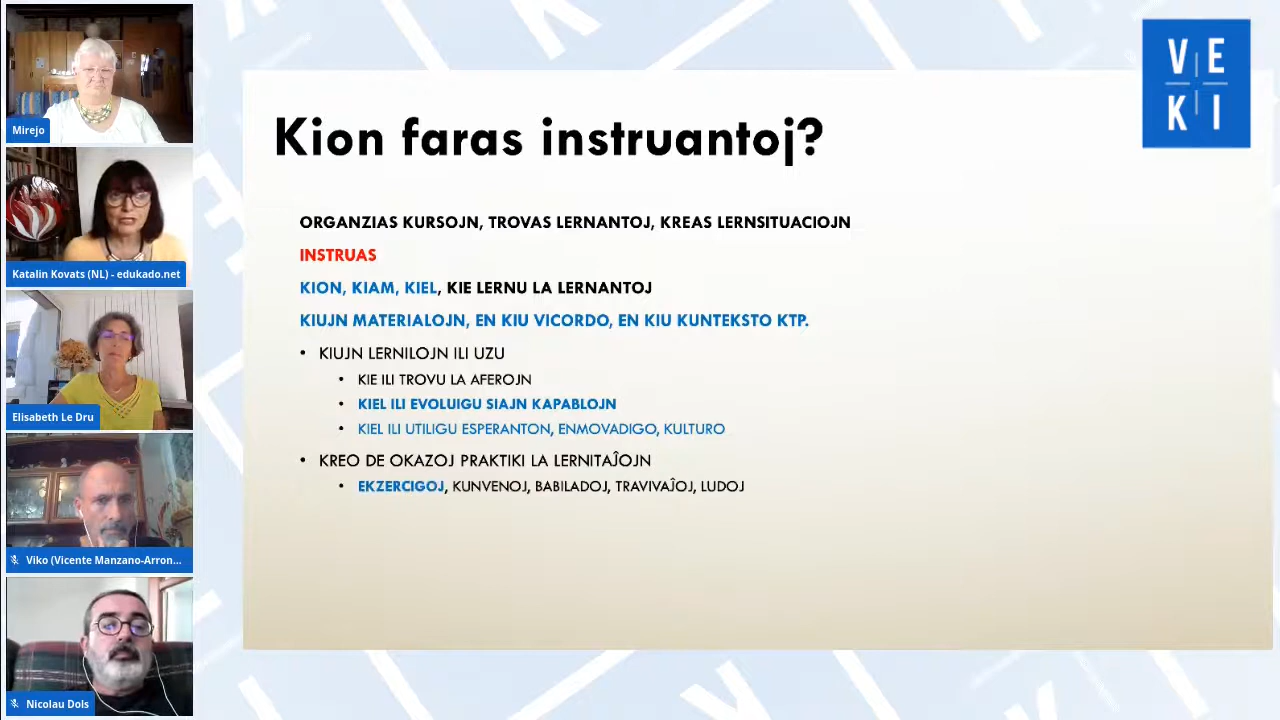 Mirejo
Katalin Kovats (NL) - edukado.net
Elisabeth Le Dru
Viko (Vicente Manzano-Arron...
Nicolau Dols
VE
KI
Kion faras instruantoj?
ORGANZIAS KURSOJN, TROVAS LERNANTOJ, KREAS LERNSITUACIOJN
INSTRUAS
KION, KIAM, KIEL, KIE LERNU LA LERNANTOJ
KIUJN MATERIALOJN, EN KIU VICORDO, EN KIU KUNTEKSTO KTP.
• KIUJN LERNILOJN ILI UZU
• KIE ILI TROVU LA AFEROJN
• KIEL ILI EVOLUIGU SIAJN KAPABLOJN
• KIEL ILI UTILIGU ESPERANTON, ENMOVADIGO, KULTURO
• KREO DE OKAZOJ PRAKTIKI LA LERNITAĴOJN
• EKZERCIGOJ, KUNVENOJ, BABILADOJ, TRAVIVAĴOJ, LUDOJ